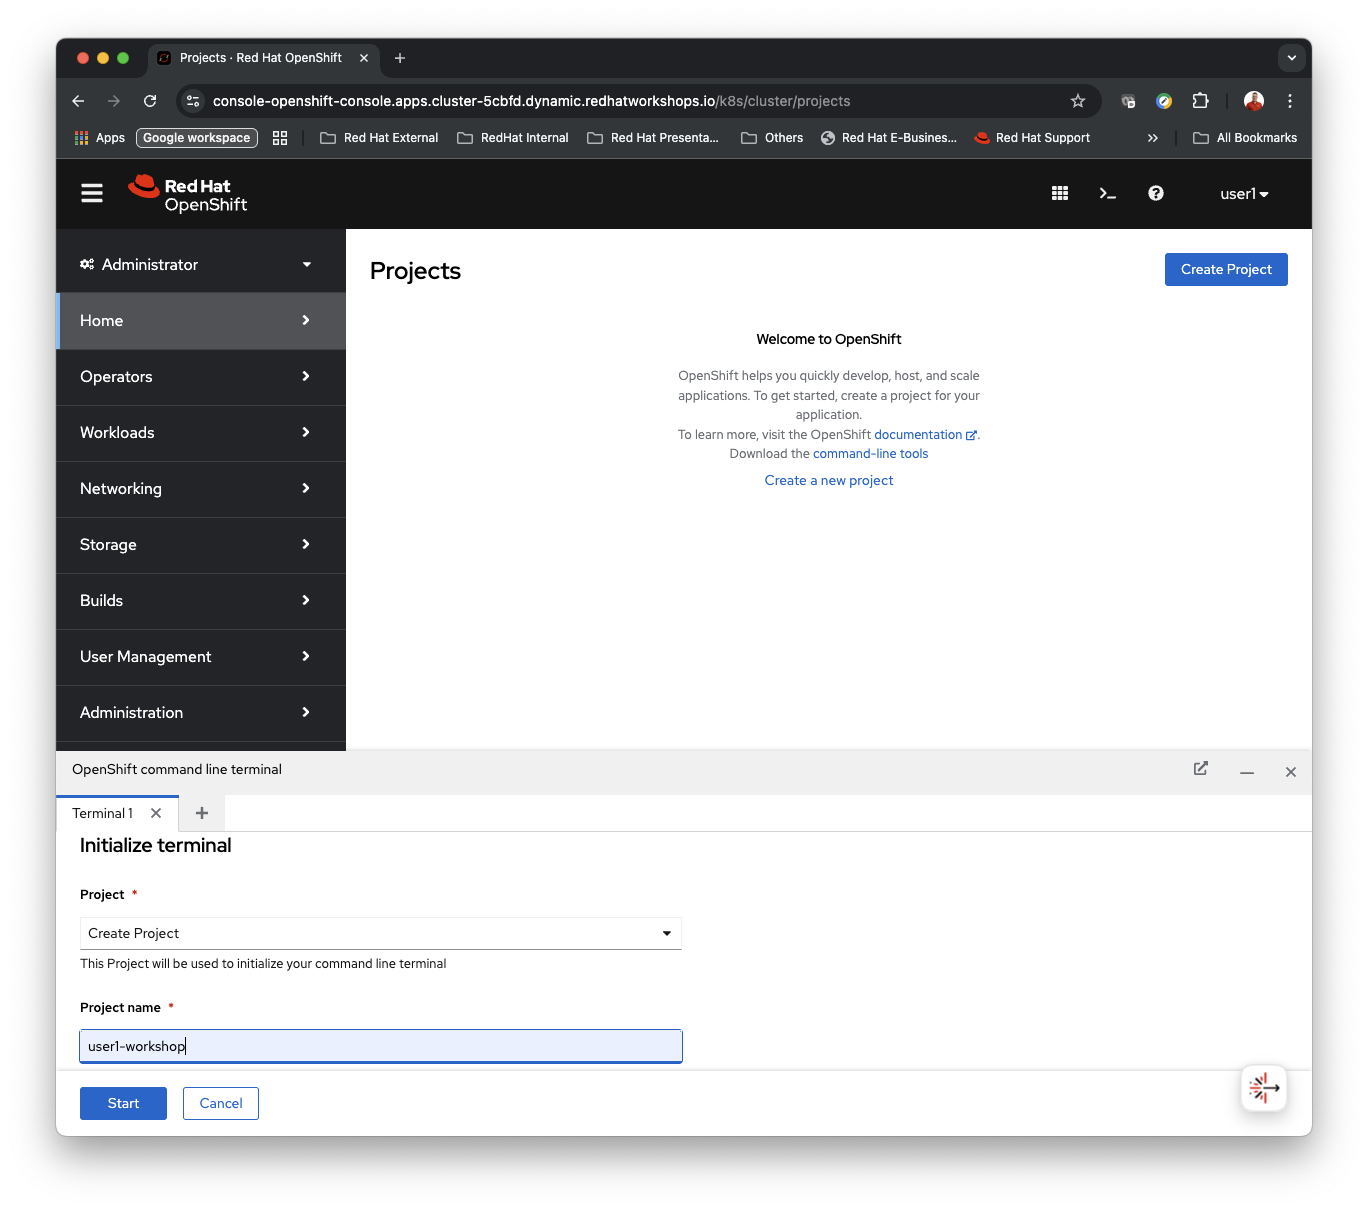 Projects · Red Hat OpenShift
console-openshift-console.apps.cluster-5cbfd.dynamic.redhatworkshops.io/k8s/cluster/projects
Apps Google workspace Red Hat External RedHat Internal Red Hat Presenta... Others Red Hat E-Busines... Red Hat Support » All Bookmarks
Red Hat
OpenShift
user1
Administrator
Home
Operators
Workloads
Networking
Storage
Builds
User Management
Administration
Projects
Create Project
Welcome to OpenShift
OpenShift helps you quickly develop, host, and scale
applications. To get started, create a project for your
application.
To learn more, visit the OpenShift documentation.
Download the command-line tools
Create a new project
OpenShift command line terminal
Terminal 1
Initialize terminal
Project *
Create Project
This Project will be used to initialize your command line terminal
Project name *
user1-workshop
Start Cancel